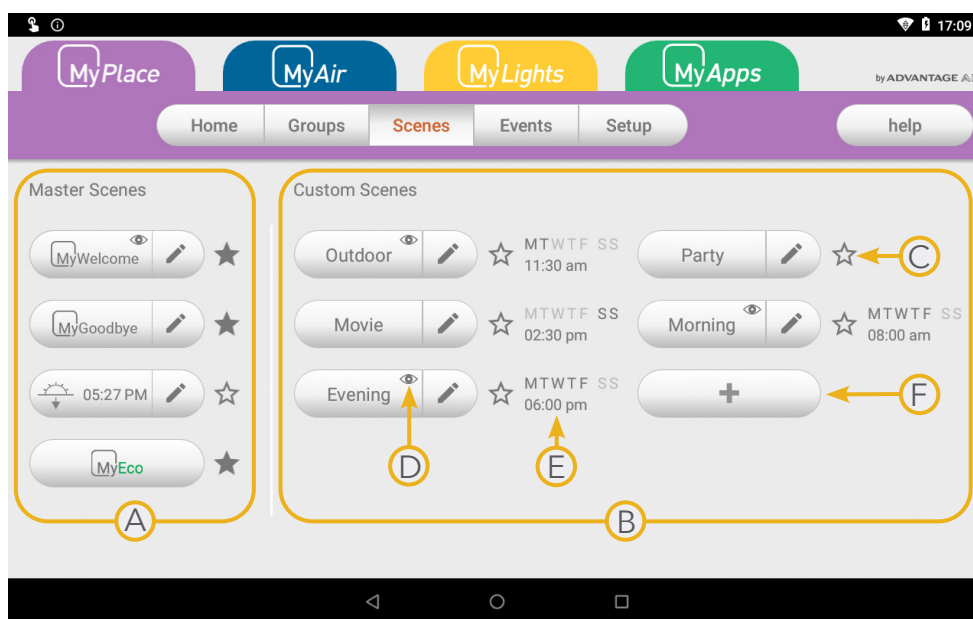 17:09
MyPlace
MyAir
MyLights
MyApps
by ADVANTAGE
Home
Groups
Scenes
Events
Setup
help
Master Scenes
MyWelcome
MyGoodbye
05:27 PM
MyEco
A
Custom Scenes
Outdoor
MTWTF SS
11:30 am
Party
C
Movie
MTWTF SS
02:30 pm
Morning
MTWTF SS
08:00 am
Evening
MTWTF SS
06:00 pm
+
F
D
E
B